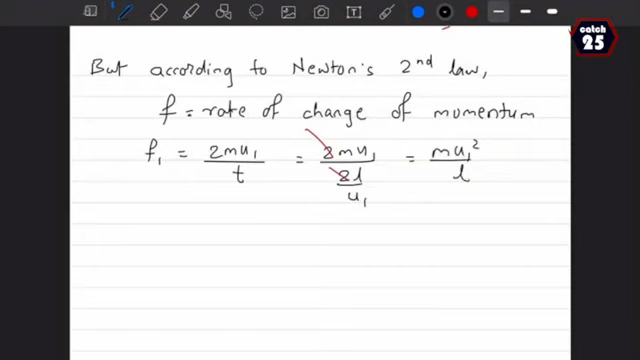 catch
25
But according to Newton's 2nd law,
f = rate of change of momentum
f₁ = 2mu₁/t = 2mu₁/(2l/u₁) = mu₁²/l